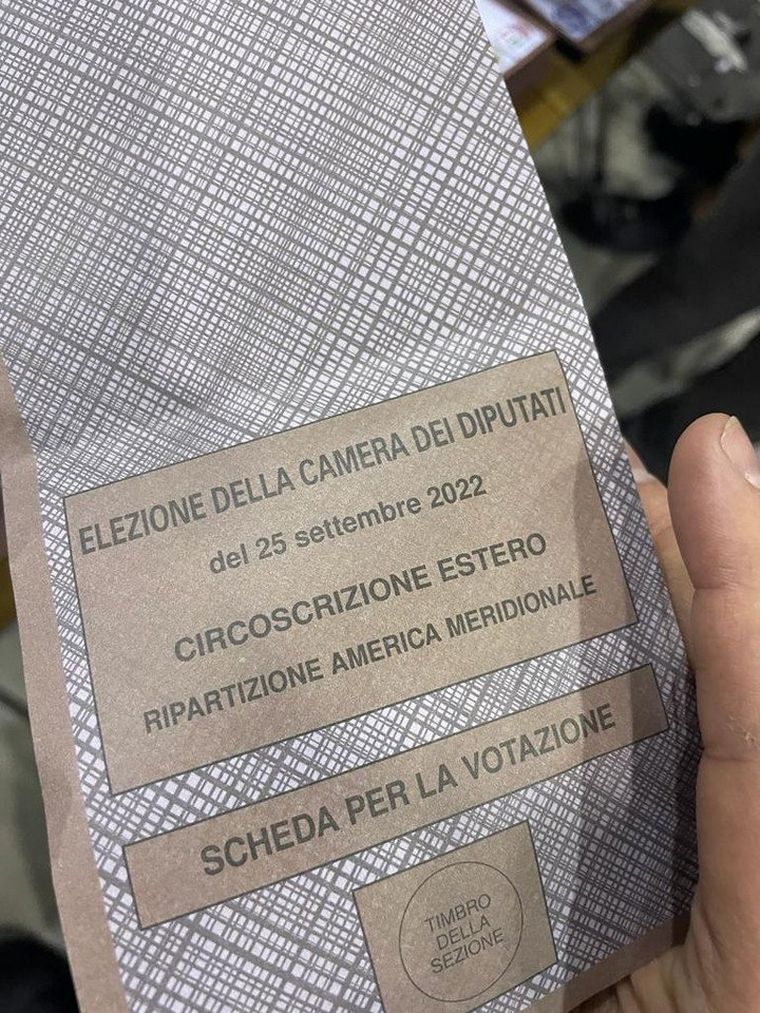 ELEZIONE DELLA CAMERA DEI DIPUTATI
del 25 settembre 2022
CIRCOSCRIZIONE ESTERO
RIPARTIZIONE AMERICA MERIDIONALE
SCHEDA PER LA VOTAZIONE
TIMBRO
DELLA
SEZIONE